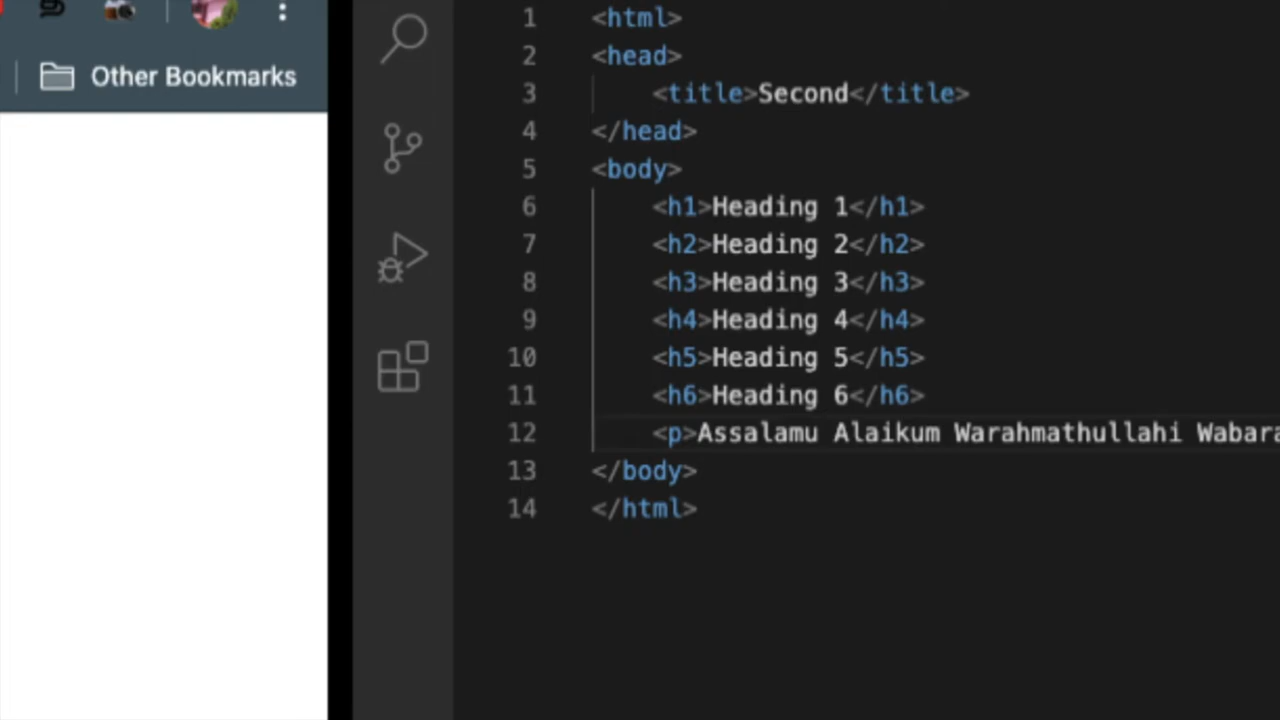 Other Bookmarks
1 <html>
2 <head>
3 <title>Second</title>
4 </head>
5 <body>
6 <h1>Heading 1</h1>
7 <h2>Heading 2</h2>
8 <h3>Heading 3</h3>
9 <h4>Heading 4</h4>
10 <h5>Heading 5</h5>
11 <h6>Heading 6</h6>
12 <p>Assalamu Alaikum Warahmathullahi Wabara
13 </body>
14 </html>